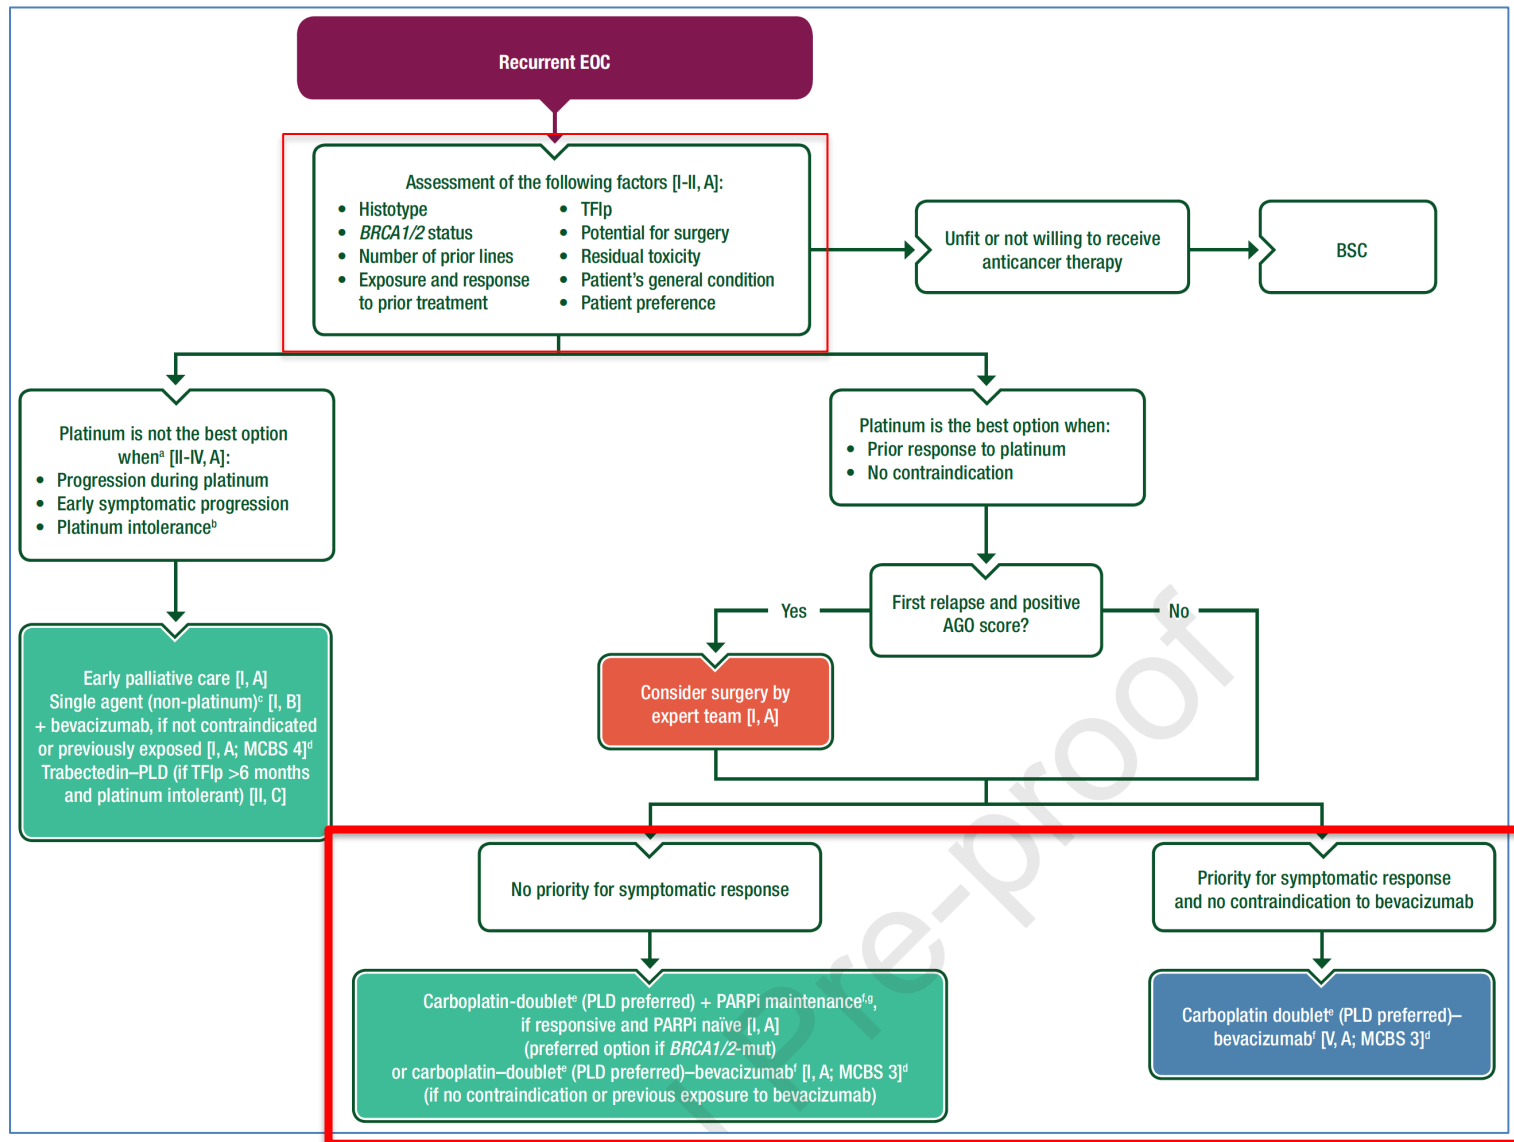 Recurrent EOC
Assessment of the following factors [I-II, A]:
• Histotype
• BRCA1/2 status
• Number of prior lines
• Exposure and response
to prior treatment
• TFIp
• Potential for surgery
• Residual toxicity
• Patient's general condition
• Patient preference
Unfit or not willing to receive
anticancer therapy
BSC
Platinum is not the best option
whenᵃ [II-IV, A]:
• Progression during platinum
• Early symptomatic progression
• Platinum intoleranceᵇ
Platinum is the best option when:
• Prior response to platinum
• No contraindication
First relapse and positive
AGO score?
Yes
No
Early palliative care [I, A]
Single agent (non-platinum)ᶜ [I, B]
+ bevacizumab, if not contraindicated
or previously exposed [I, A; MCBS 4]ᵈ
Trabectedin–PLD (if TFIp >6 months
and platinum intolerant) [II, C]
Consider surgery by
expert team [I, A]
No priority for symptomatic response
Priority for symptomatic response
and no contraindication to bevacizumab
Carboplatin-doubletᵉ (PLD preferred) + PARPi maintenanceᶠ,ᵍ,
if responsive and PARPi naïve [I, A]
(preferred option if BRCA1/2-mut)
or carboplatin–doubletᵉ (PLD preferred)–bevacizumabᶠ [I, A; MCBS 3]ᵈ
(if no contraindication or previous exposure to bevacizumab)
Carboplatin doubletᵉ (PLD preferred)–
bevacizumabᶠ [V, A; MCBS 3]ᵈ
l Pre-proof